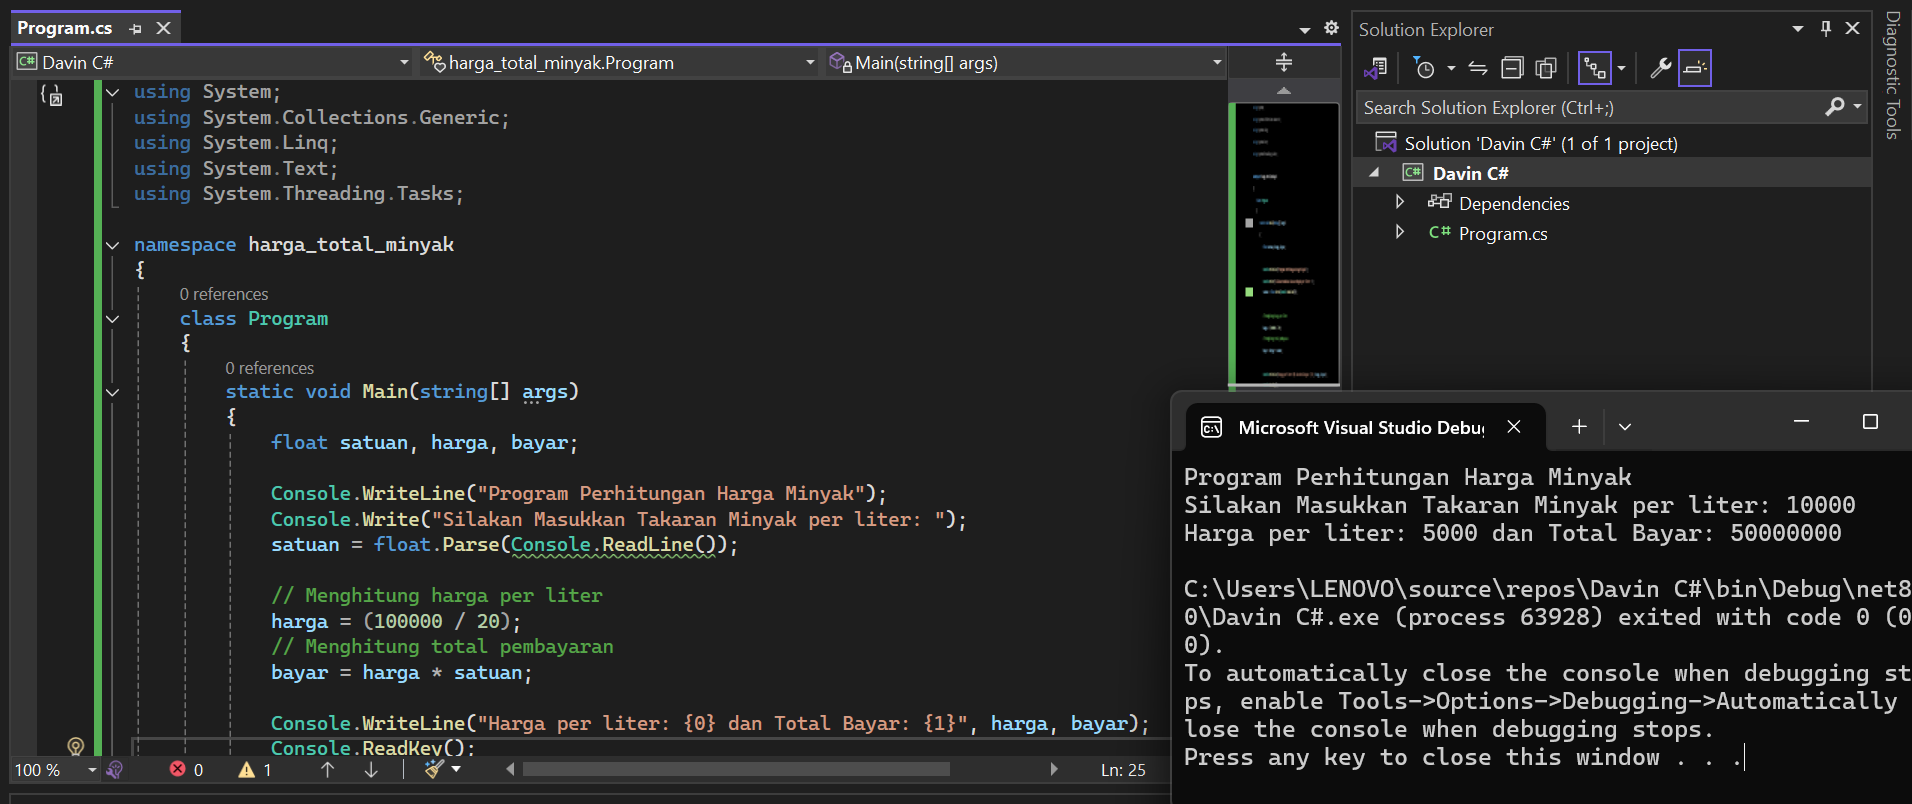 Program.cs
Davin C#
harga_total_minyak.Program
Main(string[] args)
using System;
using System.Collections.Generic;
using System.Linq;
using System.Text;
using System.Threading.Tasks;
namespace harga_total_minyak
{
0 references
class Program
{
0 references
static void Main(string[] args)
{
float satuan, harga, bayar;
Console.WriteLine("Program Perhitungan Harga Minyak");
Console.Write("Silakan Masukkan Takaran Minyak per liter: ");
satuan = float.Parse(Console.ReadLine());
// Menghitung harga per liter
harga = (100000 / 20);
// Menghitung total pembayaran
bayar = harga * satuan;
Console.WriteLine("Harga per liter: {0} dan Total Bayar: {1}", harga, bayar);
Console.ReadKey();
100 %
0
1
Ln: 25
Solution Explorer
Search Solution Explorer (Ctrl+;)
Solution 'Davin C#' (1 of 1 project)
C# Davin C#
Dependencies
C# Program.cs
Diagnostic Tools
Microsoft Visual Studio Debu
Program Perhitungan Harga Minyak
Silakan Masukkan Takaran Minyak per liter: 10000
Harga per liter: 5000 dan Total Bayar: 50000000
C:\Users\LENOVO\source\repos\Davin C#\bin\Debug\net8
0\Davin C#.exe (process 63928) exited with code 0 (0
0).
To automatically close the console when debugging st
ps, enable Tools->Options->Debugging->Automatically
lose the console when debugging stops.
Press any key to close this window . . .